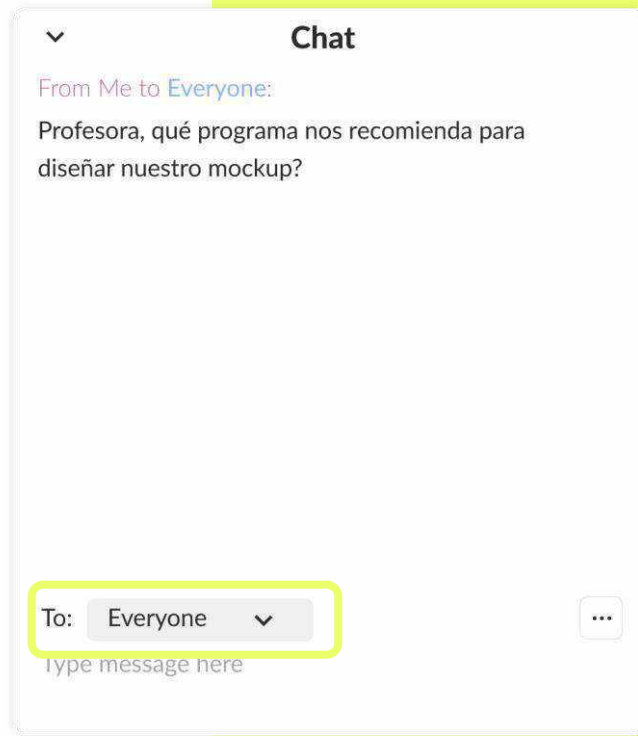 Chat
From Me to Everyone:
Profesora, qué programa nos recomienda para
diseñar nuestro mockup?
To: Everyone
Type message here